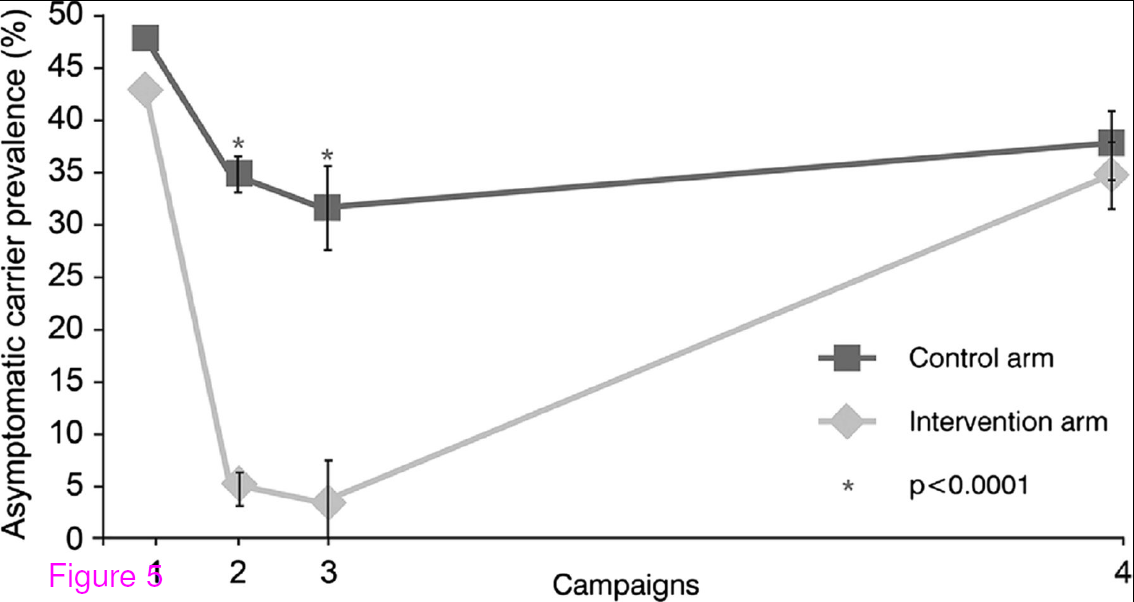 Asymptomatic carrier prevalence (%)
50
45
40
35
30
25
20
15
10
5
0
*
*
Control arm
Intervention arm
* p<0.0001
1 2 3 4
Campaigns
Figure 5